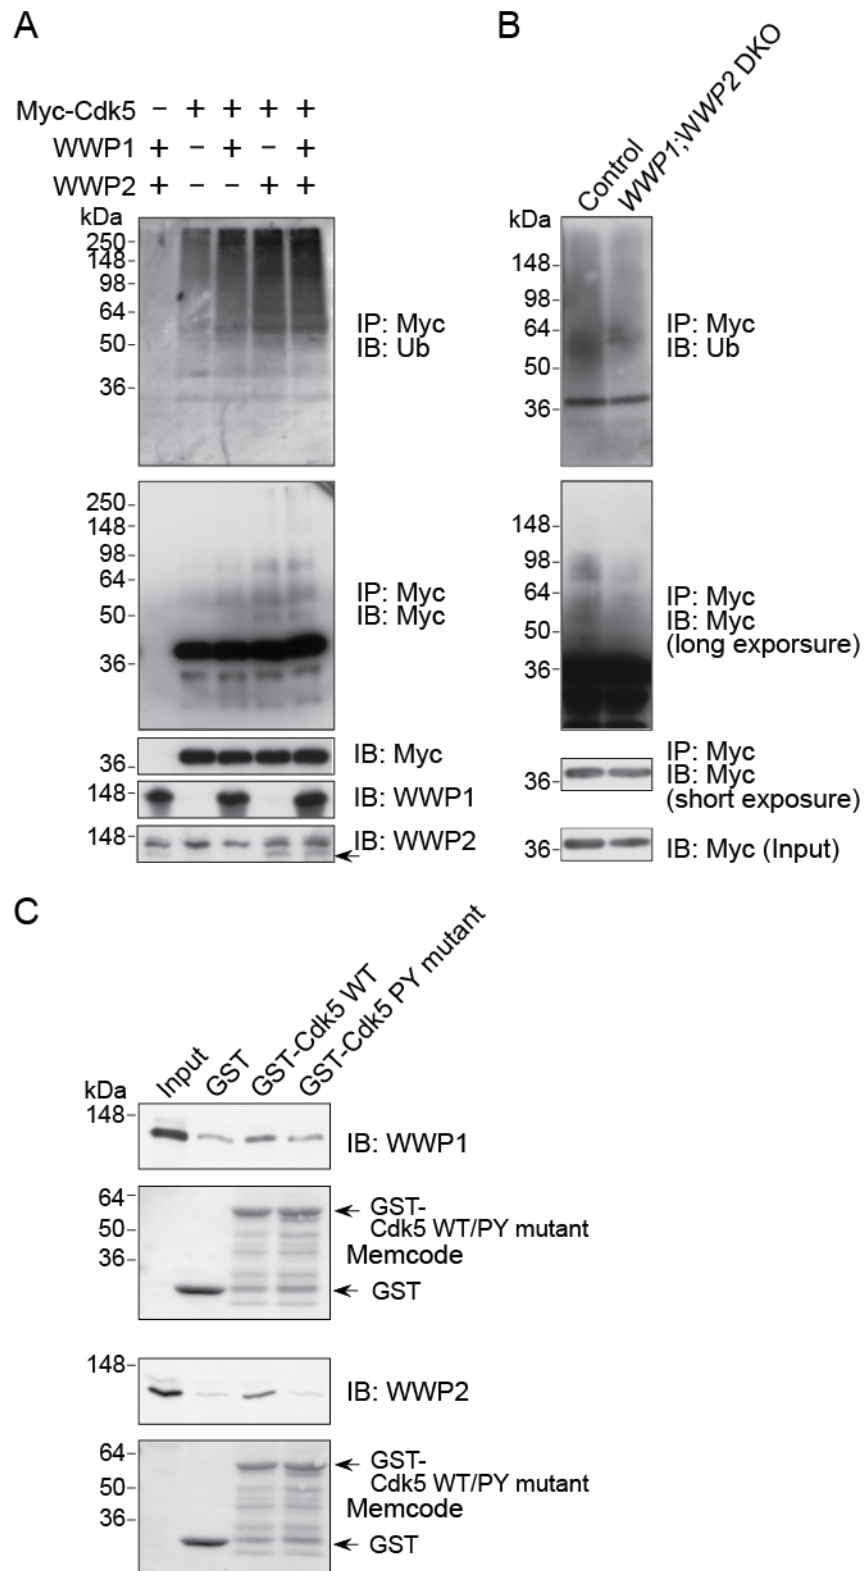 A
Myc-Cdk5 − + + + +
WWP1 + − + − +
WWP2 + − − + +
kDa
250
148
98
64
50
36
IP: Myc
IB: Ub
250
148
98
64
50
36
IP: Myc
IB: Myc
36
IB: Myc
148
IB: WWP1
148
IB: WWP2
B
Control
WWP1;WWP2 DKO
kDa
148
98
64
50
36
IP: Myc
IB: Ub
148
98
64
50
36
IP: Myc
IB: Myc
(long exporsure)
36
IP: Myc
IB: Myc
(short exposure)
36
IB: Myc (Input)
C
Input
GST
GST-Cdk5 WT
GST-Cdk5 PY mutant
kDa
148
IB: WWP1
64
50
36
GST-
Cdk5 WT/PY mutant
Memcode
GST
148
IB: WWP2
64
50
36
GST-
Cdk5 WT/PY mutant
Memcode
GST